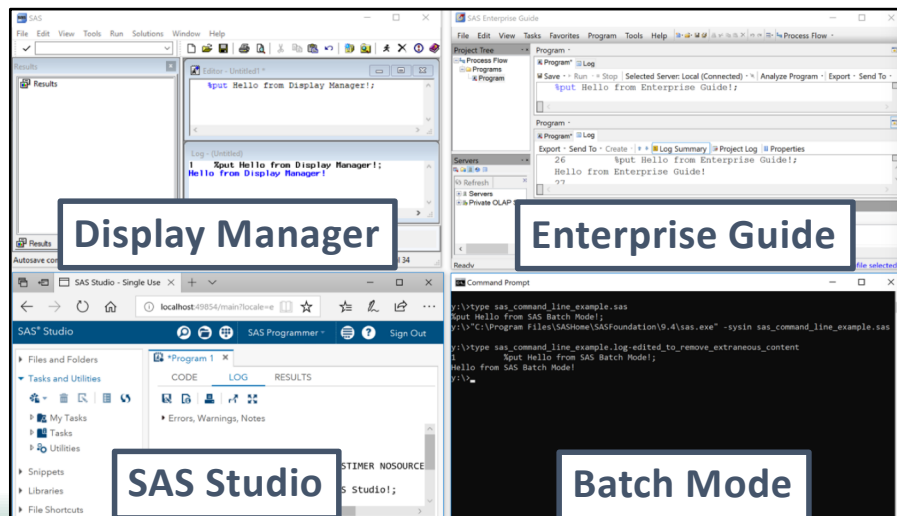 SAS
File Edit View Tools Run Solutions Window Help
Results
Results
Editor - Untitled1 *
%put Hello from Display Manager!;
Log - (Untitled)
1 %put Hello from Display Manager!;
Hello from Display Manager!
Results
Autosave
Display Manager
SAS Enterprise Guide
File Edit View Tasks Favorites Program Tools Help
Process Flow
Project Tree
Process Flow
Programs
Program
Program
Program* Log
Save Run Stop Selected Server: Local (Connected) Analyze Program Export Send To
%put Hello from Enterprise Guide!;
Program
Program* Log
Export Send To Create Log Summary Project Log Properties
26 %put Hello from Enterprise Guide!;
Hello from Enterprise Guide!
27
Servers
Refresh
Servers
Private OLAP
Ready
file selected
Enterprise Guide
SAS Studio - Single Use
localhost:49854/main?locale=e
SAS® Studio
SAS Programmer
Sign Out
Files and Folders
Tasks and Utilities
My Tasks
Tasks
Utilities
Snippets
Libraries
File Shortcuts
*Program 1
CODE LOG RESULTS
Errors, Warnings, Notes
STIMER NOSOURCE
S Studio!;
SAS Studio
Command Prompt
y:\>type sas_command_line_example.sas
%put Hello from SAS Batch Mode!;
y:\>"C:\Program Files\SASHome\SASFoundation\9.4\sas.exe" -sysin sas_command_line_example.sas
y:\>type sas_command_line_example.log-edited_to_remove_extraneous_content
1 %put Hello from SAS Batch Mode!;
Hello from SAS Batch Mode!
y:\>
Batch Mode